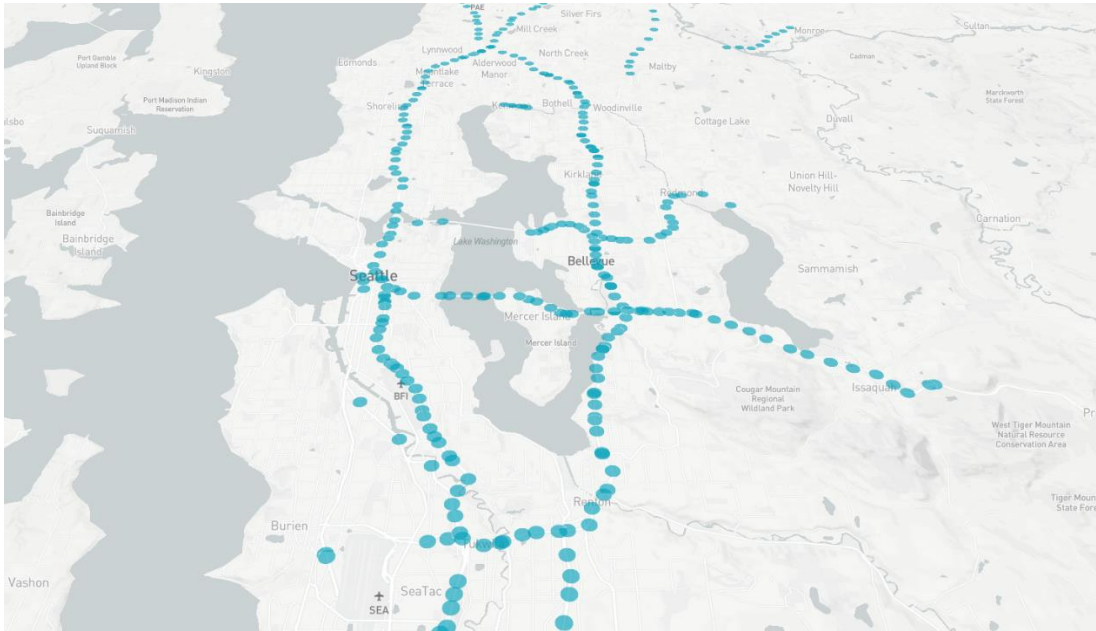 PAE
Silver Firs
Mill Creek
Sultan
Monroe
Lynnwood
North Creek
Port Gamble
Upland Block
Edmonds
Alderwood
Manor
Cadman
Maltby
Kingston
Mountlake
Terrace
Marckworth
State Forest
Port Madison Indian
Reservation
Shoreline
Bothell
Woodinville
Cottage Lake
Duvall
Suquamish
Kirkland
Union Hill-
Novelty Hill
Redmond
Bainbridge
Island
Bainbridge
Island
Carnation
Lake Washington
Bellevue
Seattle
Sammamish
Mercer Island
Mercer Island
BFI
Cougar Mountain
Regional
Wildland Park
Issaquah
West Tiger Mountain
Natural Resource
Conservation Area
Renton
Tiger Mou
State Fore
Burien
Tukwila
Vashon
SeaTac
SEA